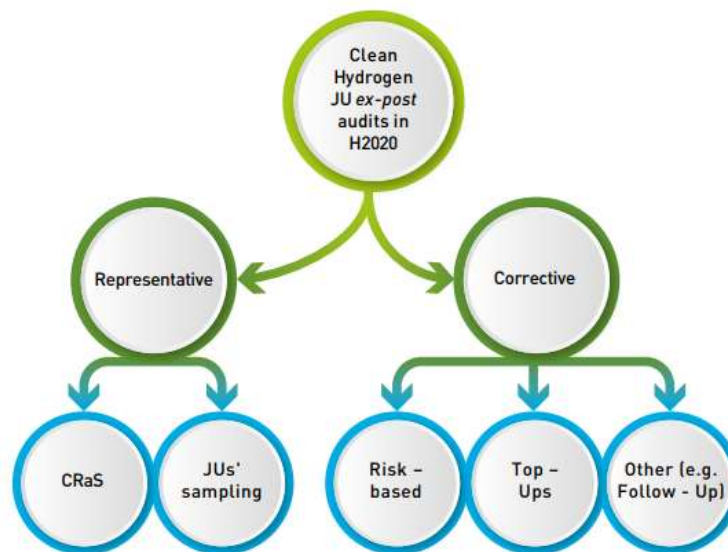 Clean
Hydrogen
JU ex-post
audits in
H2020
Representative
Corrective
CRaS
JUs'
sampling
Risk –
based
Top –
Ups
Other (e.g.
Follow - Up)